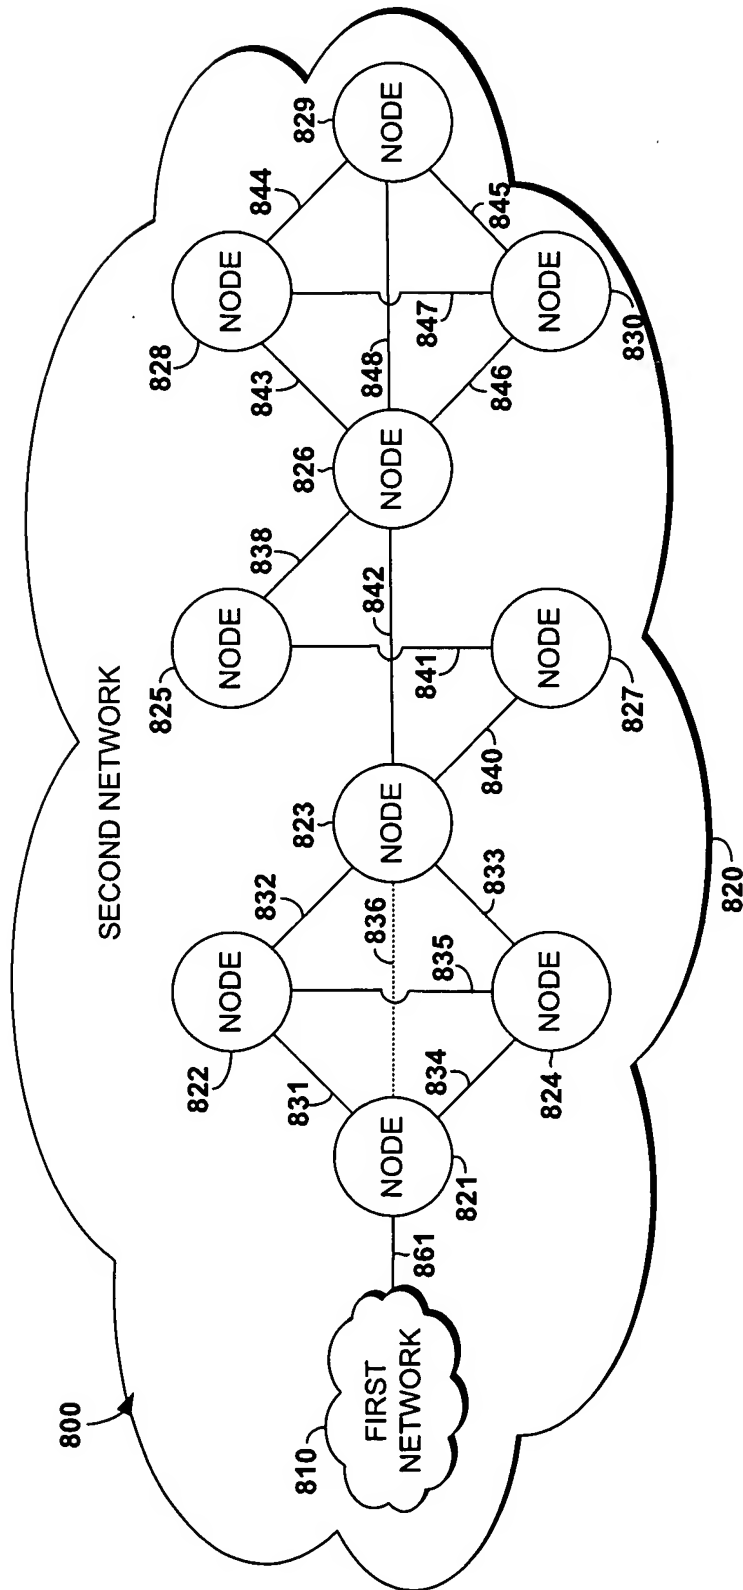 800
SECOND NETWORK
810
FIRST
NETWORK
861
NODE
821
831
834
NODE
822
835
836
NODE
824
832
833
NODE
823
840
842
NODE
825
841
NODE
827
838
NODE
826
843
848
846
NODE
828
847
NODE
830
844
845
NODE
829
820